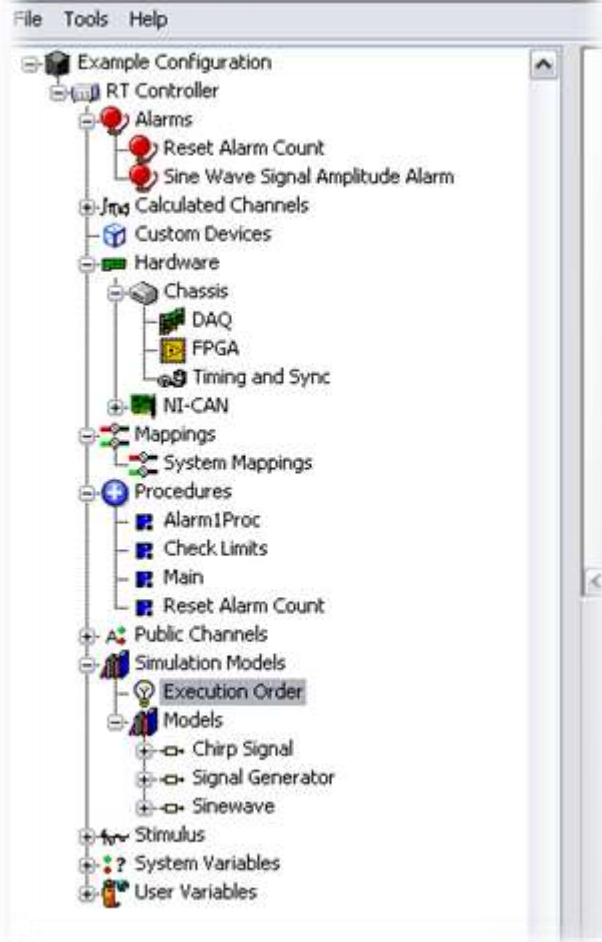 File Tools Help
Example Configuration
RT Controller
Alarms
Reset Alarm Count
Sine Wave Signal Amplitude Alarm
Calculated Channels
Custom Devices
Hardware
Chassis
DAQ
FPGA
Timing and Sync
NI-CAN
Mappings
System Mappings
Procedures
Alarm1Proc
Check Limits
Main
Reset Alarm Count
Public Channels
Simulation Models
Execution Order
Models
Chirp Signal
Signal Generator
Sinewave
Stimulus
System Variables
User Variables